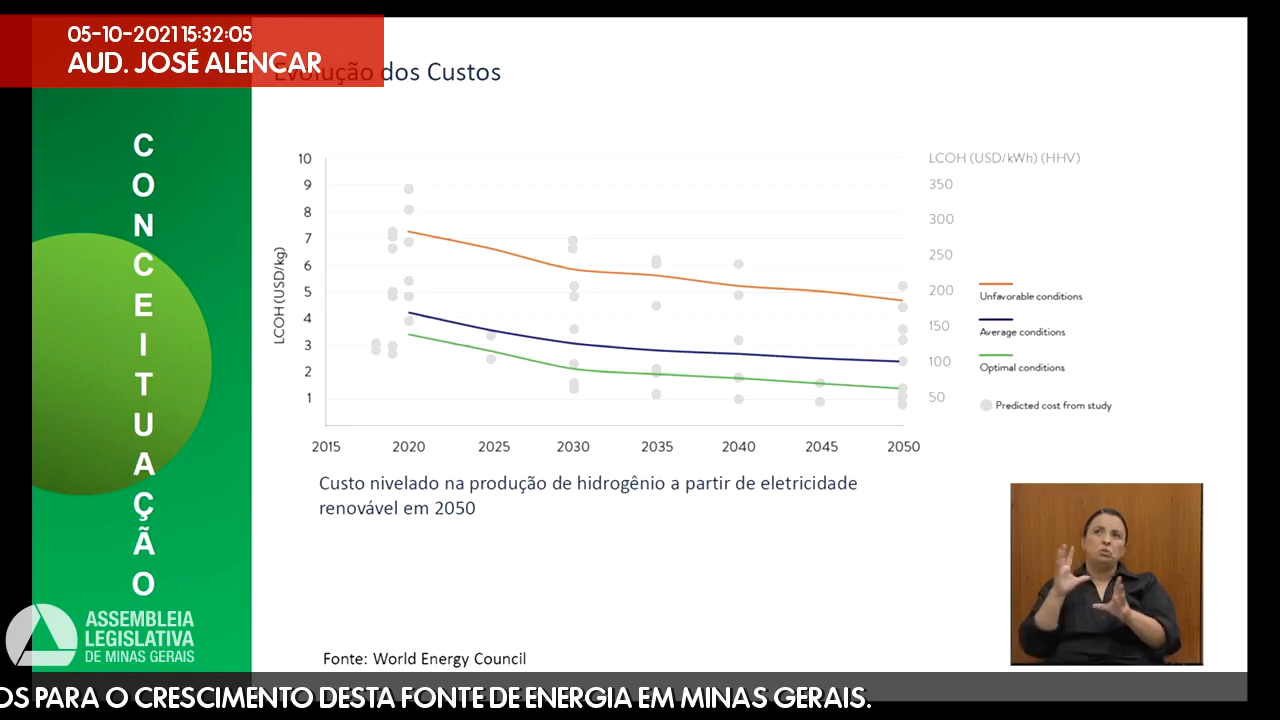 05-10-2021 15:32:05
AUD. JOSÉ ALENCAR
Evolução dos Custos
CONCEITUAÇÃO
LCOH (USD/kg)
10
9
8
7
6
5
4
3
2
1
2015 2020 2025 2030 2035 2040 2045 2050
LCOH (USD/kWh) (HHV)
350
300
250
200
150
100
50
Unfavorable conditions
Average conditions
Optimal conditions
Predicted cost from study
Custo nivelado na produção de hidrogênio a partir de eletricidade
renovável em 2050
ASSEMBLEIA
LEGISLATIVA
DE MINAS GERAIS
Fonte: World Energy Council
OS PARA O CRESCIMENTO DESTA FONTE DE ENERGIA EM MINAS GERAIS.